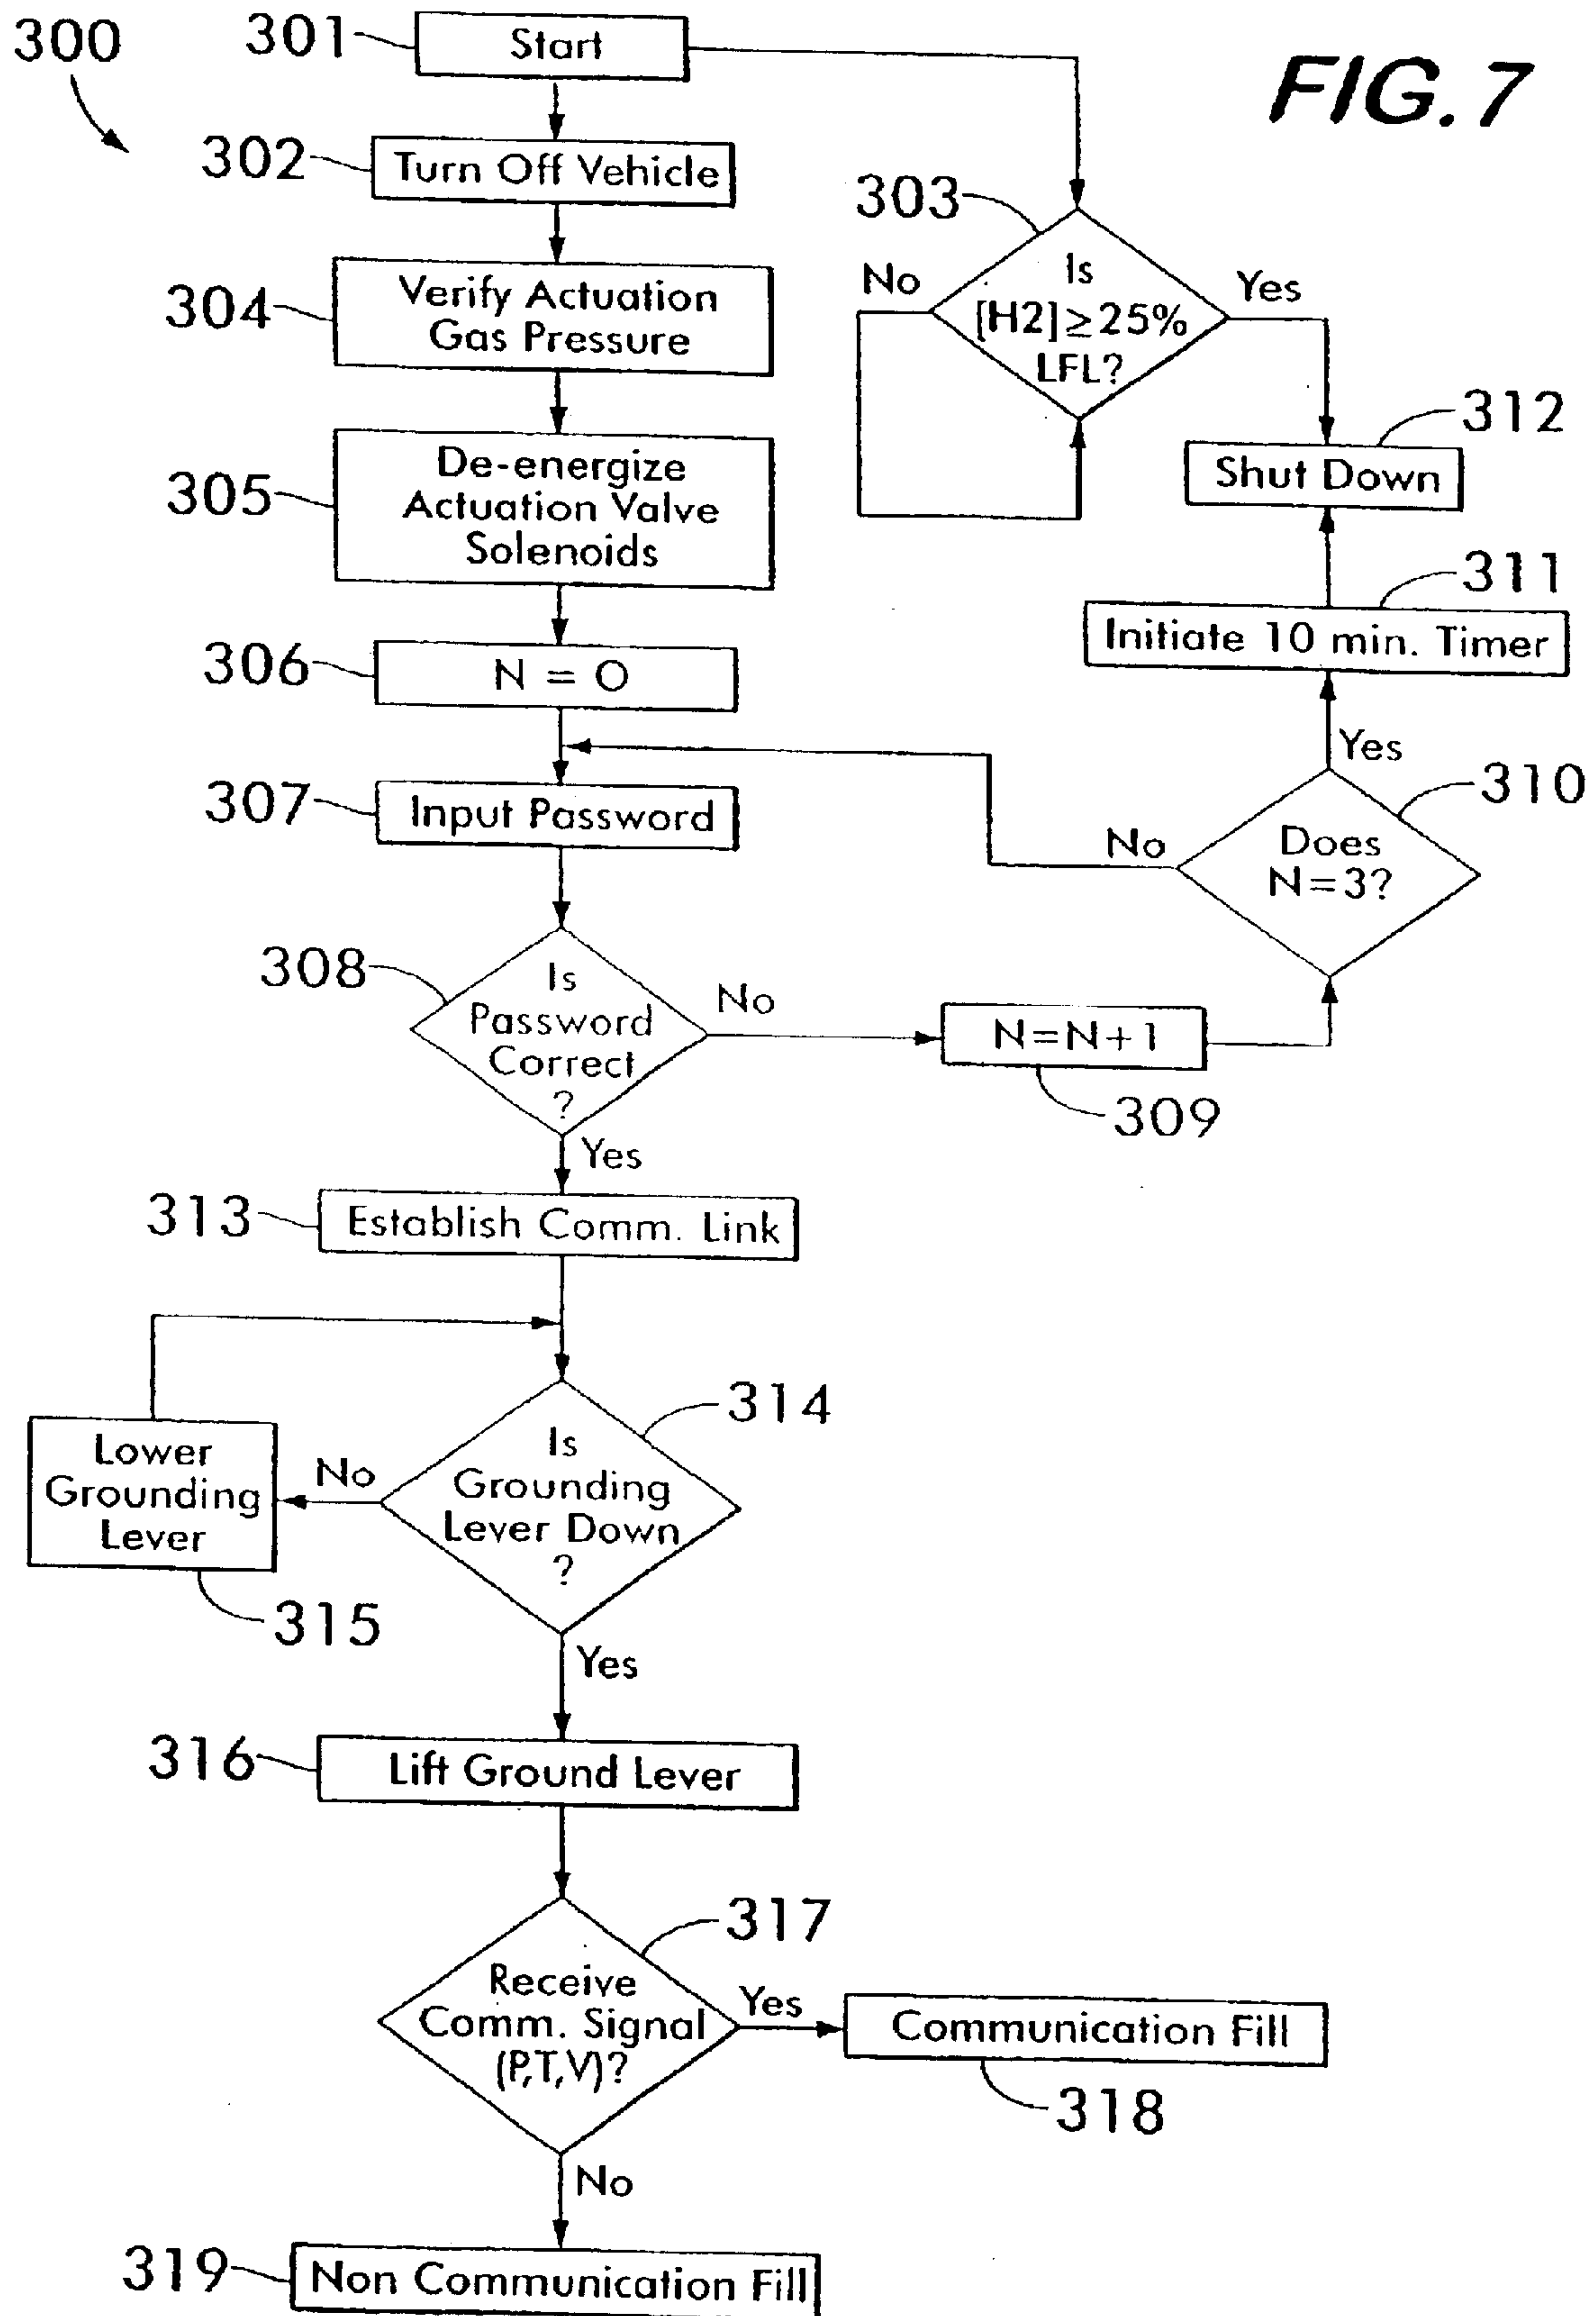 300
301
Start
FIG. 7
302
Turn Off Vehicle
303
Is
[H2]≥25%
LFL?
No
Yes
304
Verify Actuation
Gas Pressure
312
Shut Down
305
De-energize
Actuation Valve
Solenoids
311
Initiate 10 min. Timer
306
N = O
Yes
310
Does
N=3?
No
307
Input Password
308
Is
Password
Correct
?
No
N=N+1
309
Yes
313
Establish Comm. Link
314
Is
Grounding
Lever Down
?
No
Lower
Grounding
Lever
315
Yes
316
Lift Ground Lever
317
Receive
Comm. Signal
(P,T,V)?
Yes
Communication Fill
318
No
319
Non Communication Fill